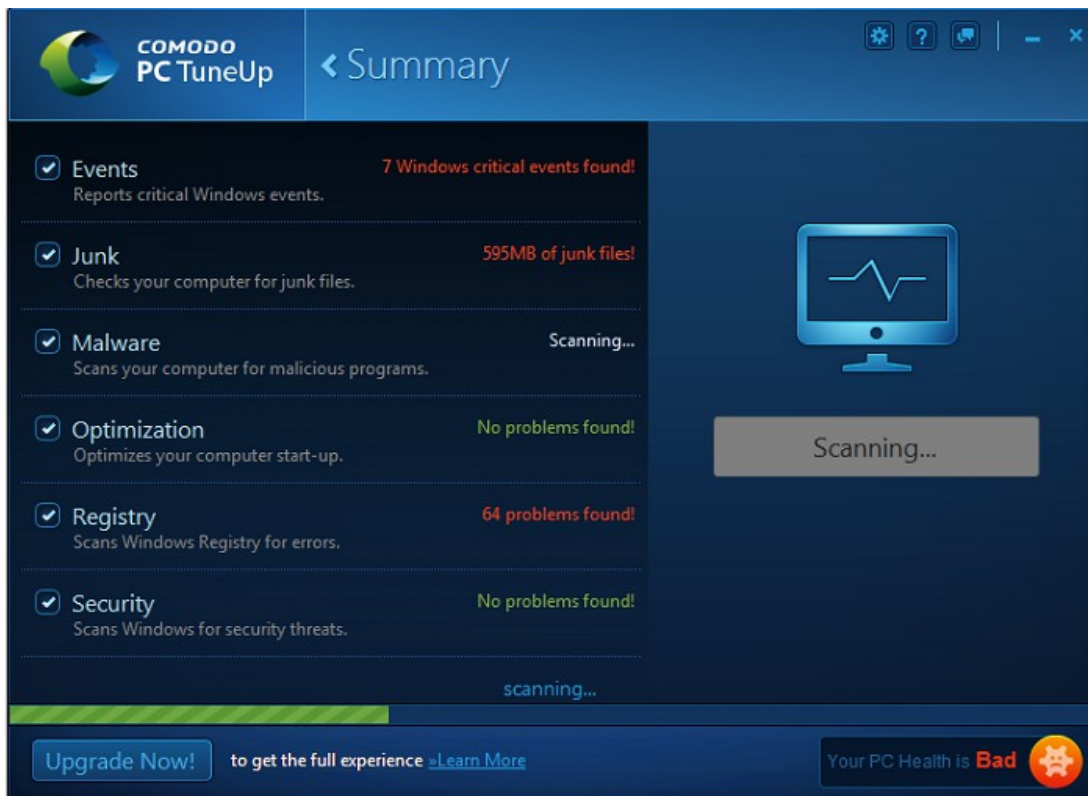 COMODO
PC TuneUp
Summary
?
Events
7 Windows critical events found!
Reports critical Windows events.
Junk
595MB of junk files!
Checks your computer for junk files.
Malware
Scanning...
Scans your computer for malicious programs.
Optimization
No problems found!
Optimizes your computer start-up.
Registry
64 problems found!
Scans Windows Registry for errors.
Security
No problems found!
Scans Windows for security threats.
Scanning...
scanning...
Upgrade Now! to get the full experience »Learn More
Your PC Health is Bad